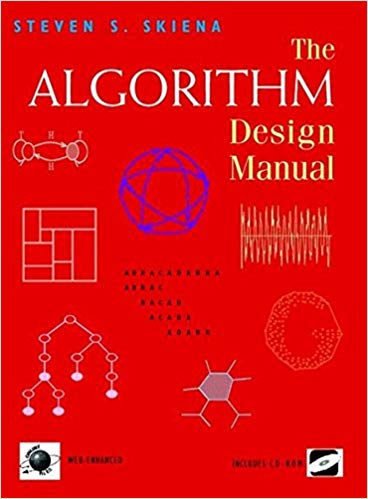 STEVEN S. SKIENA
The
ALGORITHM
Design
Manual
T H T
H
ABRACADABRA
ABRAC
RACAD
ACADA
ADABR
WEB-ENHANCED
INCLUDES CD-ROM